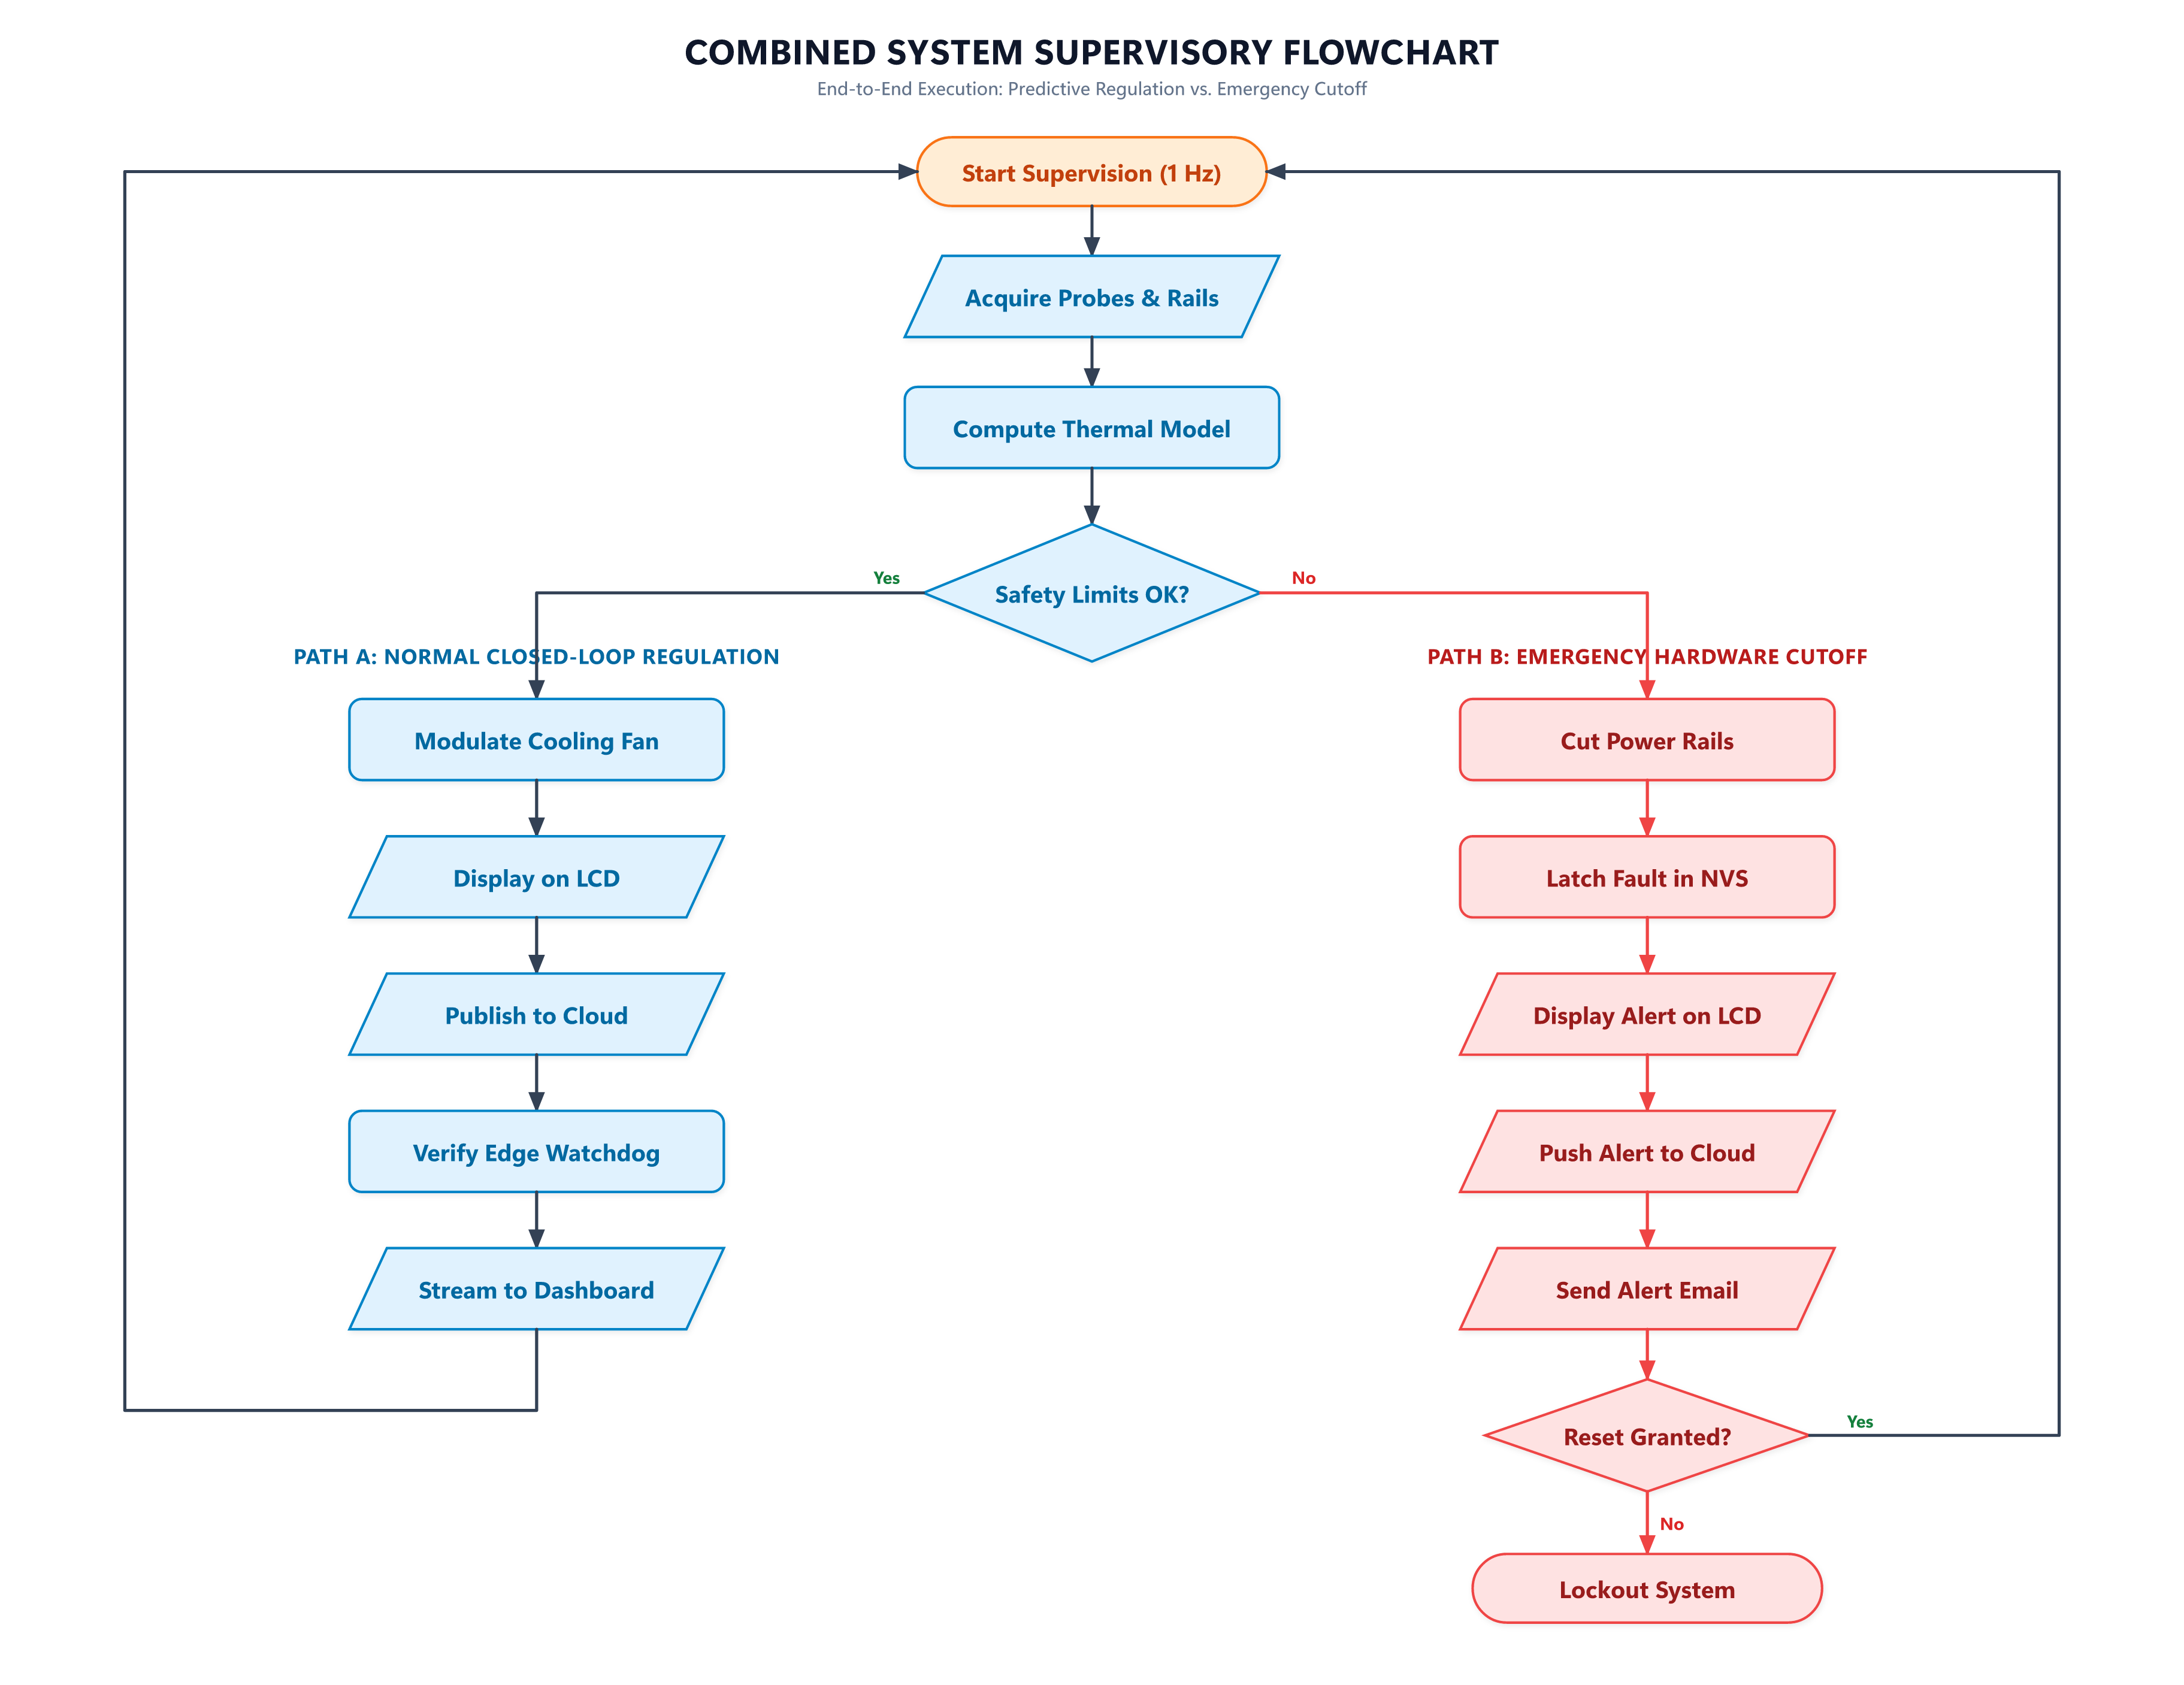 COMBINED SYSTEM SUPERVISORY FLOWCHART
End-to-End Execution: Predictive Regulation vs. Emergency Cutoff
Start Supervision (1 Hz)
Acquire Probes & Rails
Compute Thermal Model
Safety Limits OK?
Yes
No
PATH A: NORMAL CLOSED-LOOP REGULATION
Modulate Cooling Fan
Display on LCD
Publish to Cloud
Verify Edge Watchdog
Stream to Dashboard
PATH B: EMERGENCY HARDWARE CUTOFF
Cut Power Rails
Latch Fault in NVS
Display Alert on LCD
Push Alert to Cloud
Send Alert Email
Reset Granted?
Yes
No
Lockout System